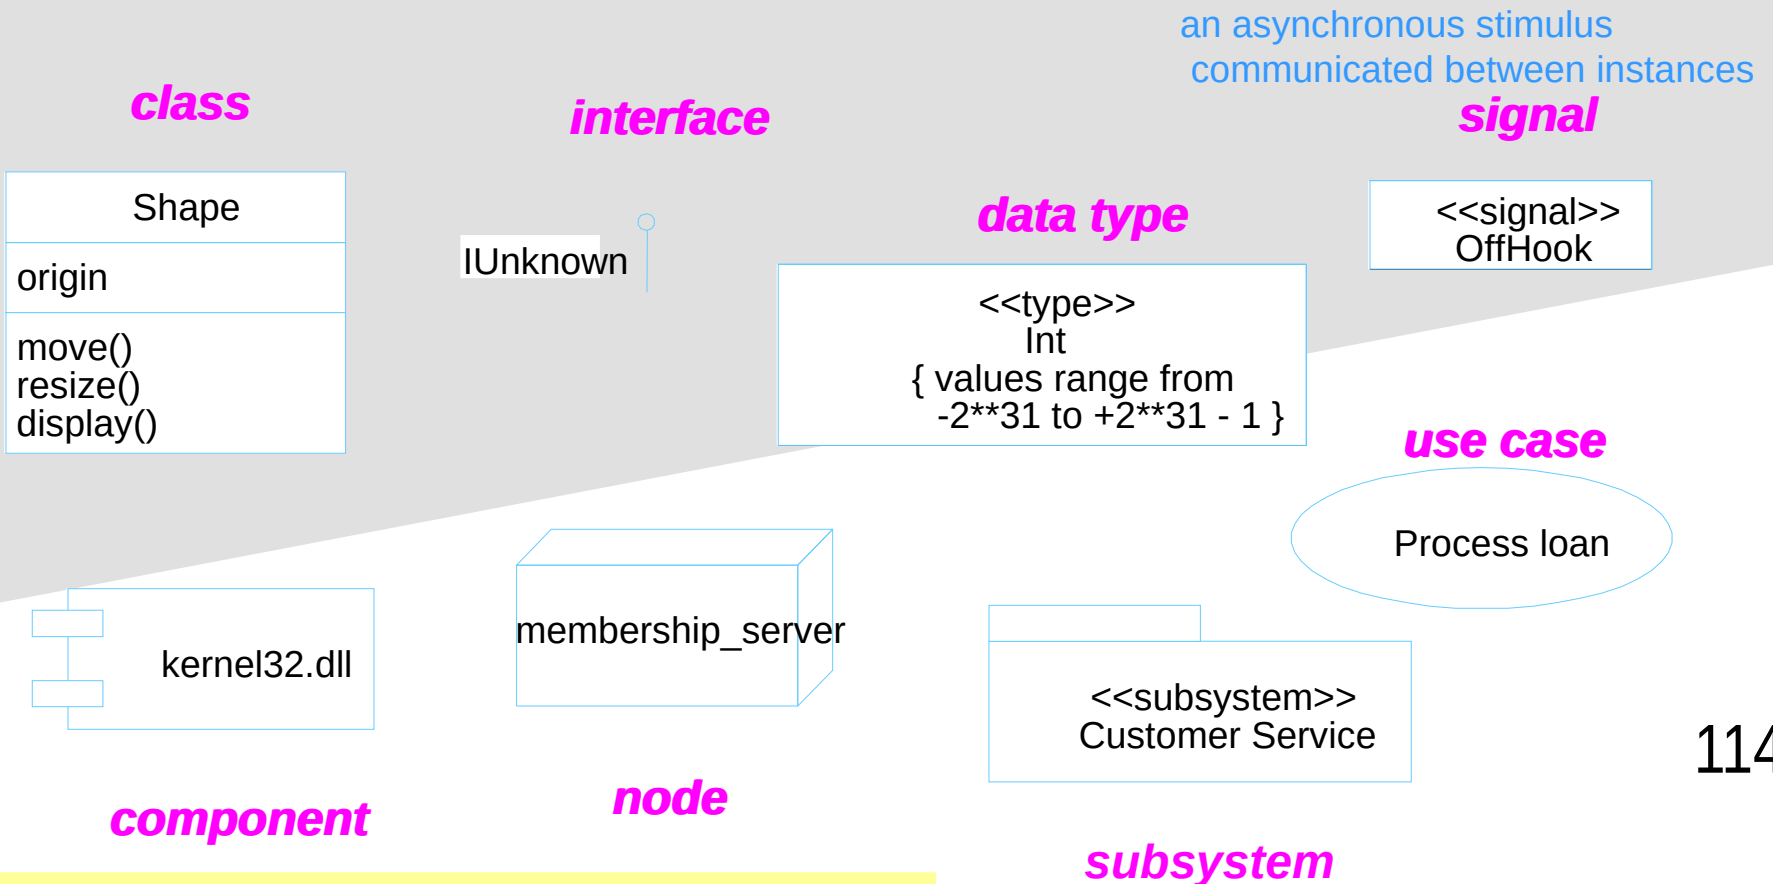 an asynchronous stimulus
communicated between instances
class
interface
signal
Shape
origin
move()
resize()
display()
IUnknown
data type
<<type>>
Int
{ values range from
-2**31 to +2**31 - 1 }
<<signal>>
OffHook
use case
Process loan
kernel32.dll
component
membership_server
node
<<subsystem>>
Customer Service
subsystem
114